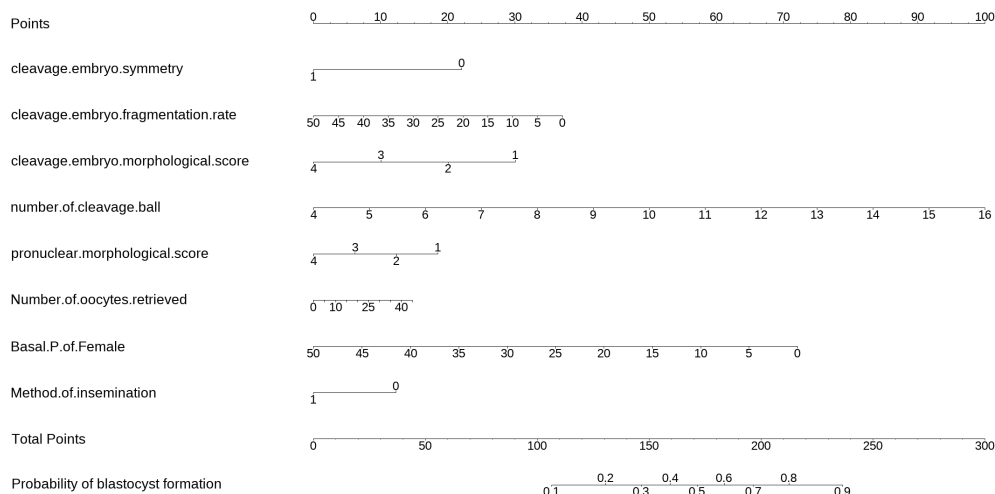 Points 0 10 20 30 40 50 60 70 80 90 100
cleavage.embryo.symmetry 0
1
cleavage.embryo.fragmentation.rate
50 45 40 35 30 25 20 15 10 5 0
cleavage.embryo.morphological.score 3 1
4 2
number.of.cleavage.ball
4 5 6 7 8 9 10 11 12 13 14 15 16
pronuclear.morphological.score 3 1
4 2
Number.of.oocytes.retrieved
0 10 25 40
Basal.P.of.Female
50 45 40 35 30 25 20 15 10 5 0
Method.of.insemination 0
1
Total Points
0 50 100 150 200 250 300
Probability of blastocyst formation 0.2 0.4 0.6 0.8
0.1 0.3 0.5 0.7 0.9